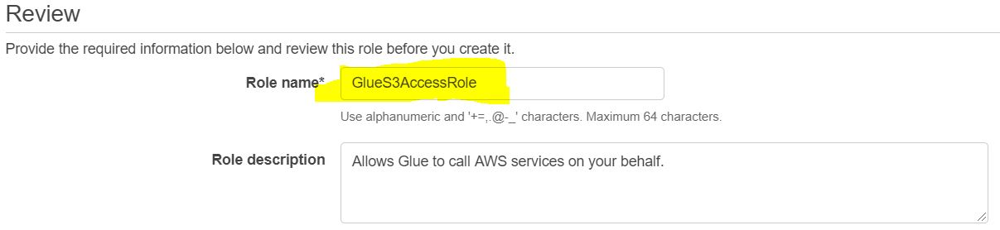 Review
Provide the required information below and review this role before you create it.
Role name* GlueS3AccessRole
Use alphanumeric and '+=,.@-_' characters. Maximum 64 characters.
Role description Allows Glue to call AWS services on your behalf.